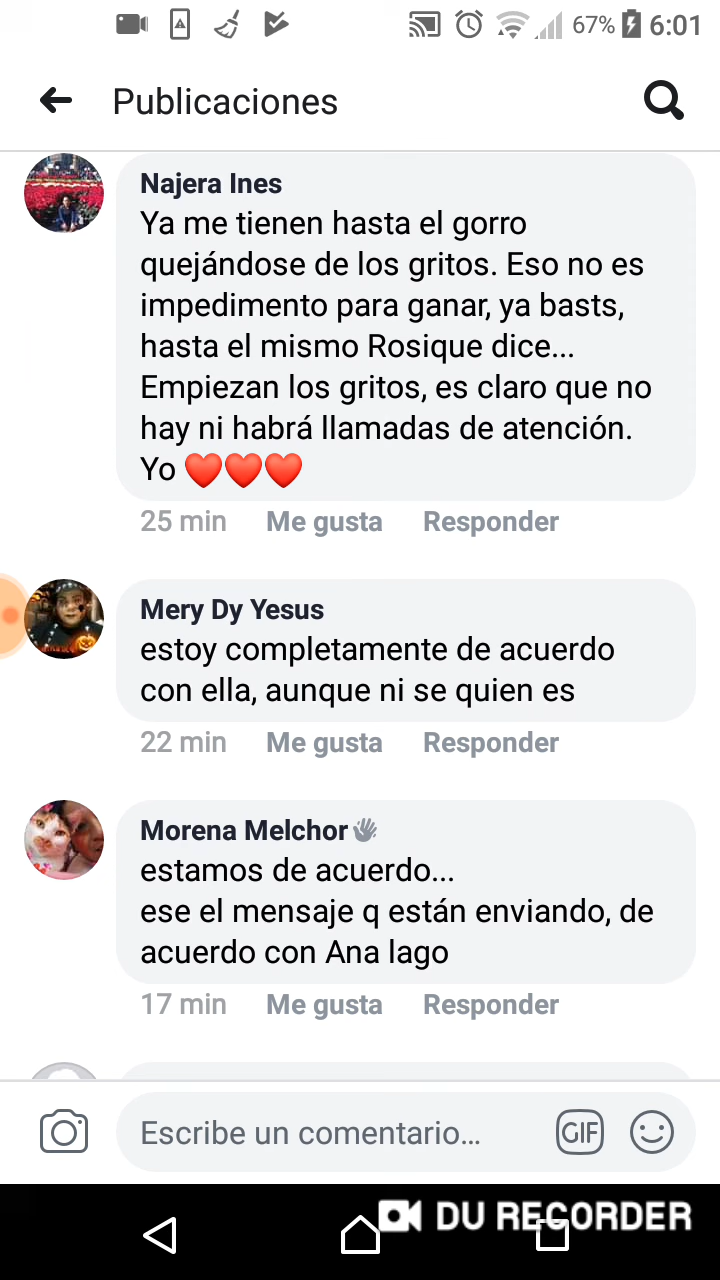 67% 6:01
Publicaciones
Najera Ines
Ya me tienen hasta el gorro
quejándose de los gritos. Eso no es
impedimento para ganar, ya basts,
hasta el mismo Rosique dice...
Empiezan los gritos, es claro que no
hay ni habrá llamadas de atención.
Yo ❤️❤️❤️
25 min Me gusta Responder
Mery Dy Yesus
estoy completamente de acuerdo
con ella, aunque ni se quien es
22 min Me gusta Responder
Morena Melchor
estamos de acuerdo...
ese el mensaje q están enviando, de
acuerdo con Ana lago
17 min Me gusta Responder
Escribe un comentario... GIF
DU RECORDER